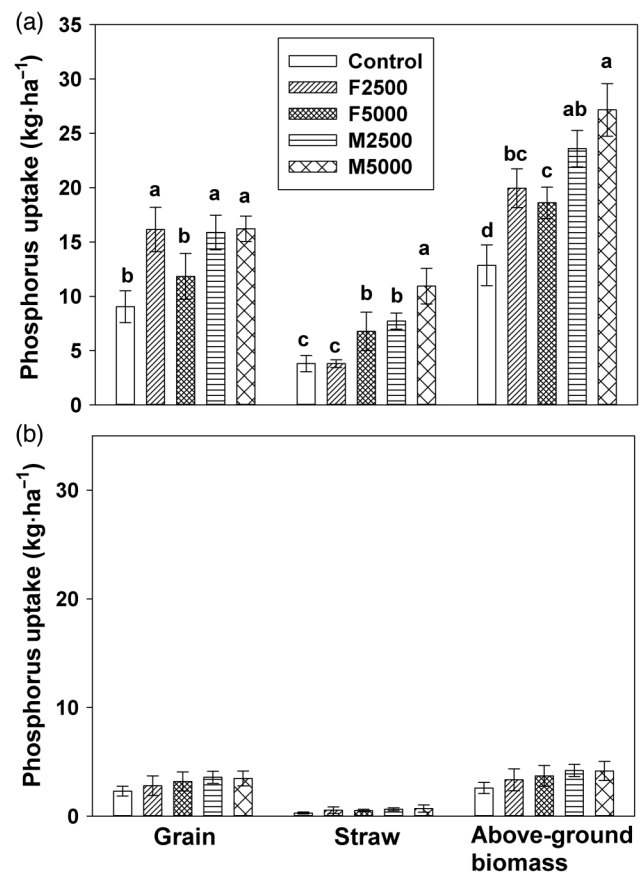 (a)
Phosphorus uptake (kg·ha⁻¹)
35
30
25
20
15
10
5
0
Control
F2500
F5000
M2500
M5000
b
a
b
a
a
c
c
b
b
a
d
bc
c
ab
a
(b)
Phosphorus uptake (kg·ha⁻¹)
30
20
10
0
Grain
Straw
Above-ground
biomass